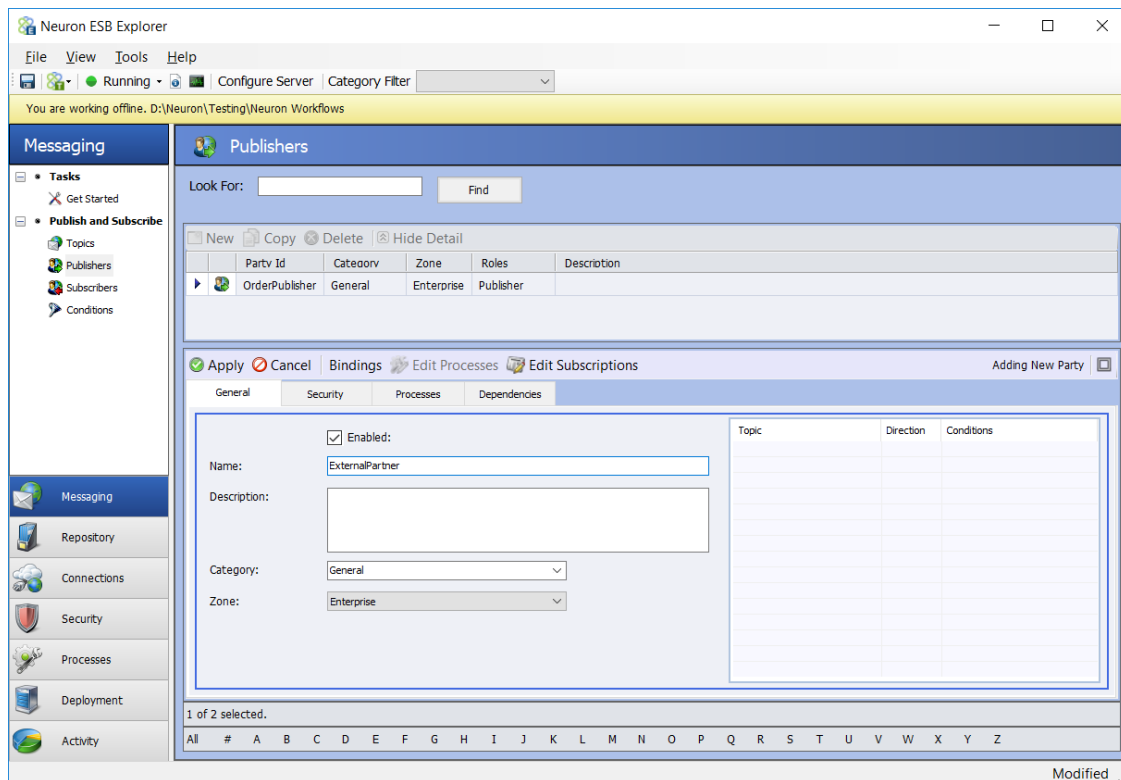 Neuron ESB Explorer
File View Tools Help
Running Configure Server Category Filter
You are working offline. D:\Neuron\Testing\Neuron Workflows
Messaging
Tasks
Get Started
Publish and Subscribe
Topics
Publishers
Subscribers
Conditions
Messaging
Repository
Connections
Security
Processes
Deployment
Activity
Publishers
Look For: Find
New Copy Delete Hide Detail
Party Id Category Zone Roles Description
OrderPublisher General Enterprise Publisher
Apply Cancel Bindings Edit Processes Edit Subscriptions Adding New Party
General Security Processes Dependencies
Enabled:
Name: ExternalPartner
Description:
Category: General
Zone: Enterprise
Topic Direction Conditions
1 of 2 selected.
All # A B C D E F G H I J K L M N O P Q R S T U V W X Y Z
Modified